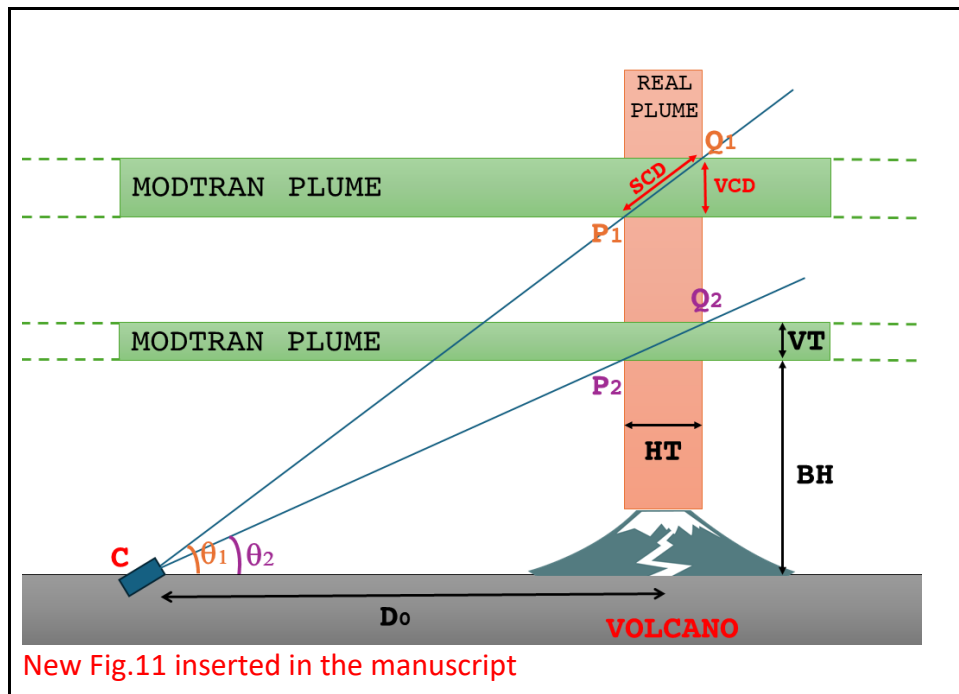 REAL
PLUME
Q1
MODTRAN PLUME
SCD
VCD
P1
Q2
MODTRAN PLUME
VT
P2
HT
BH
C
θ1
θ2
D0
VOLCANO
New Fig.11 inserted in the manuscript